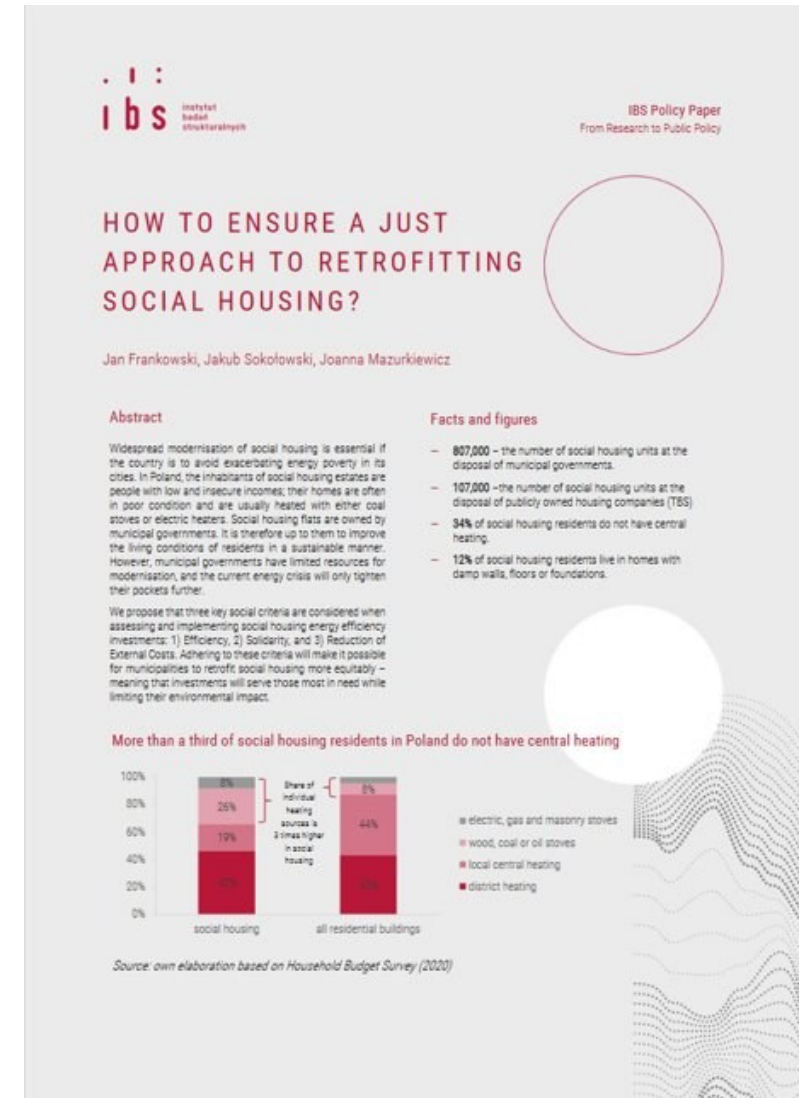 ibs
instytut
badań
strukturalnych
IBS Policy Paper
From Research to Public Policy
HOW TO ENSURE A JUST
APPROACH TO RETROFITTING
SOCIAL HOUSING?
Jan Frankowski, Jakub Sokołowski, Joanna Mazurkiewicz
Abstract
Widespread modernisation of social housing is essential if
the country is to avoid exacerbating energy poverty in its
cities. In Poland, the inhabitants of social housing estates are
people with low and insecure incomes; their homes are often
in poor condition and are usually heated with either coal
stoves or electric heaters. Social housing flats are owned by
municipal governments. It is therefore up to them to improve
the living conditions of residents in a sustainable manner.
However, municipal governments have limited resources for
modernisation, and the current energy crisis will only tighten
their pockets further.
We propose that three key social criteria are considered when
assessing and implementing social housing energy efficiency
investments: 1) Efficiency, 2) Solidarity, and 3) Reduction of
External Costs. Adhering to these criteria will make it possible
for municipalities to retrofit social housing more equitably –
meaning that investments will serve those most in need while
limiting their environmental impact.
Facts and figures
– 807,000 – the number of social housing units at the
disposal of municipal governments.
– 107,000 –the number of social housing units at the
disposal of publicly owned housing companies (TBS)
– 34% of social housing residents do not have central
heating.
– 12% of social housing residents live in homes with
damp walls, floors or foundations.
More than a third of social housing residents in Poland do not have central heating
100%
80%
60%
40%
20%
0%
8%
26%
19%
Share of
individual
heating
sources is
3 times higher
in social
housing
8%
44%
social housing
all residential buildings
electric, gas and masonry stoves
wood, coal or oil stoves
local central heating
district heating
Source: own elaboration based on Household Budget Survey (2020)